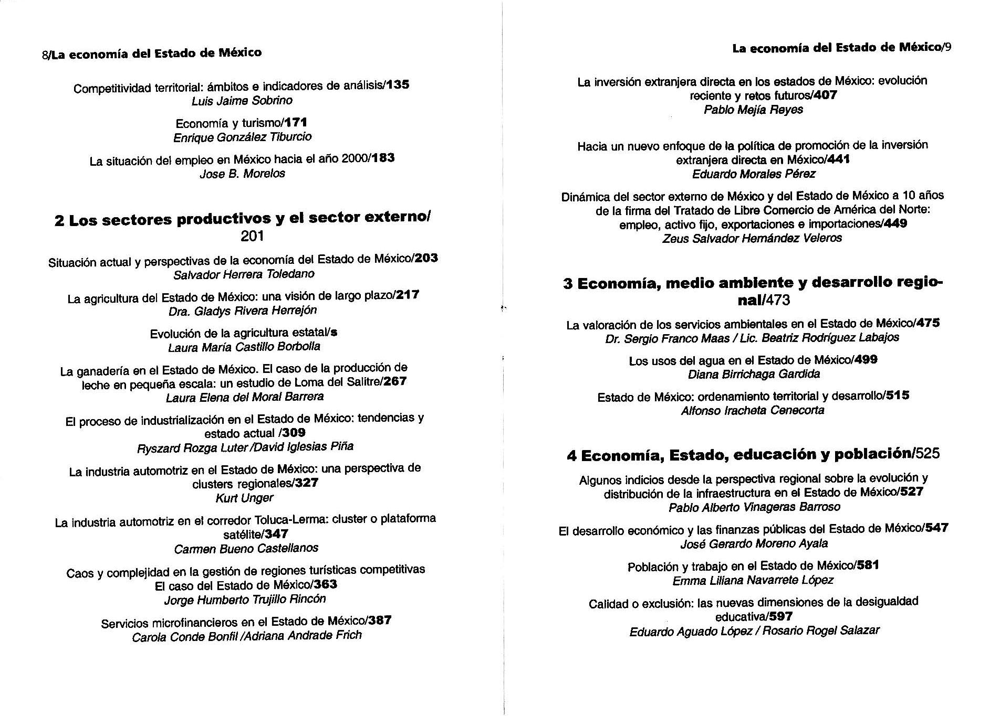 8/La economía del Estado de México
Competitividad territorial: ámbitos e indicadores de análisis/135
Luis Jaime Sobrino
Economía y turismo/171
Enrique González Tiburcio
La situación del empleo en México hacia el año 2000/183
Jose B. Morelos
2 Los sectores productivos y el sector externo/
201
Situación actual y perspectivas de la economía del Estado de México/203
Salvador Herrera Toledano
La agricultura del Estado de México: una visión de largo plazo/217
Dra. Gladys Rivera Herrejón
Evolución de la agricultura estatal/s
Laura María Castillo Borbolla
La ganadería en el Estado de México. El caso de la producción de
leche en pequeña escala: un estudio de Loma del Salitre/267
Laura Elena del Moral Barrera
El proceso de industrialización en el Estado de México: tendencias y
estado actual /309
Ryszard Rozga Luter/David Iglesias Piña
La industria automotriz en el Estado de México: una perspectiva de
clusters regionales/327
Kurt Unger
La industria automotriz en el corredor Toluca-Lerma: cluster o plataforma
satélite/347
Carmen Bueno Castellanos
Caos y complejidad en la gestión de regiones turísticas competitivas
El caso del Estado de México/363
Jorge Humberto Trujillo Rincón
Servicios microfinancieros en el Estado de México/387
Carola Conde Bonfil/Adriana Andrade Frich
La economía del Estado de México/9
La inversión extranjera directa en los estados de México: evolución
reciente y retos futuros/407
Pablo Mejía Reyes
Hacia un nuevo enfoque de la política de promoción de la inversión
extranjera directa en México/441
Eduardo Morales Pérez
Dinámica del sector externo de México y del Estado de México a 10 años
de la firma del Tratado de Libre Comercio de América del Norte:
empleo, activo fijo, exportaciones e importaciones/449
Zeus Salvador Hernández Veleros
3 Economía, medio ambiente y desarrollo regio-
nal/473
La valoración de los servicios ambientales en el Estado de México/475
Dr. Sergio Franco Maas / Lic. Beatriz Rodríguez Labajos
Los usos del agua en el Estado de México/499
Diana Birrichaga Gardida
Estado de México: ordenamiento territorial y desarrollo/515
Alfonso Iracheta Cenecorta
4 Economía, Estado, educación y población/525
Algunos indicios desde la perspectiva regional sobre la evolución y
distribución de la infraestructura en el Estado de México/527
Pablo Alberto Vinageras Barroso
El desarrollo económico y las finanzas públicas del Estado de México/547
José Gerardo Moreno Ayala
Población y trabajo en el Estado de México/581
Emma Liliana Navarrete López
Calidad o exclusión: las nuevas dimensiones de la desigualdad
educativa/597
Eduardo Aguado López / Rosario Rogel Salazar